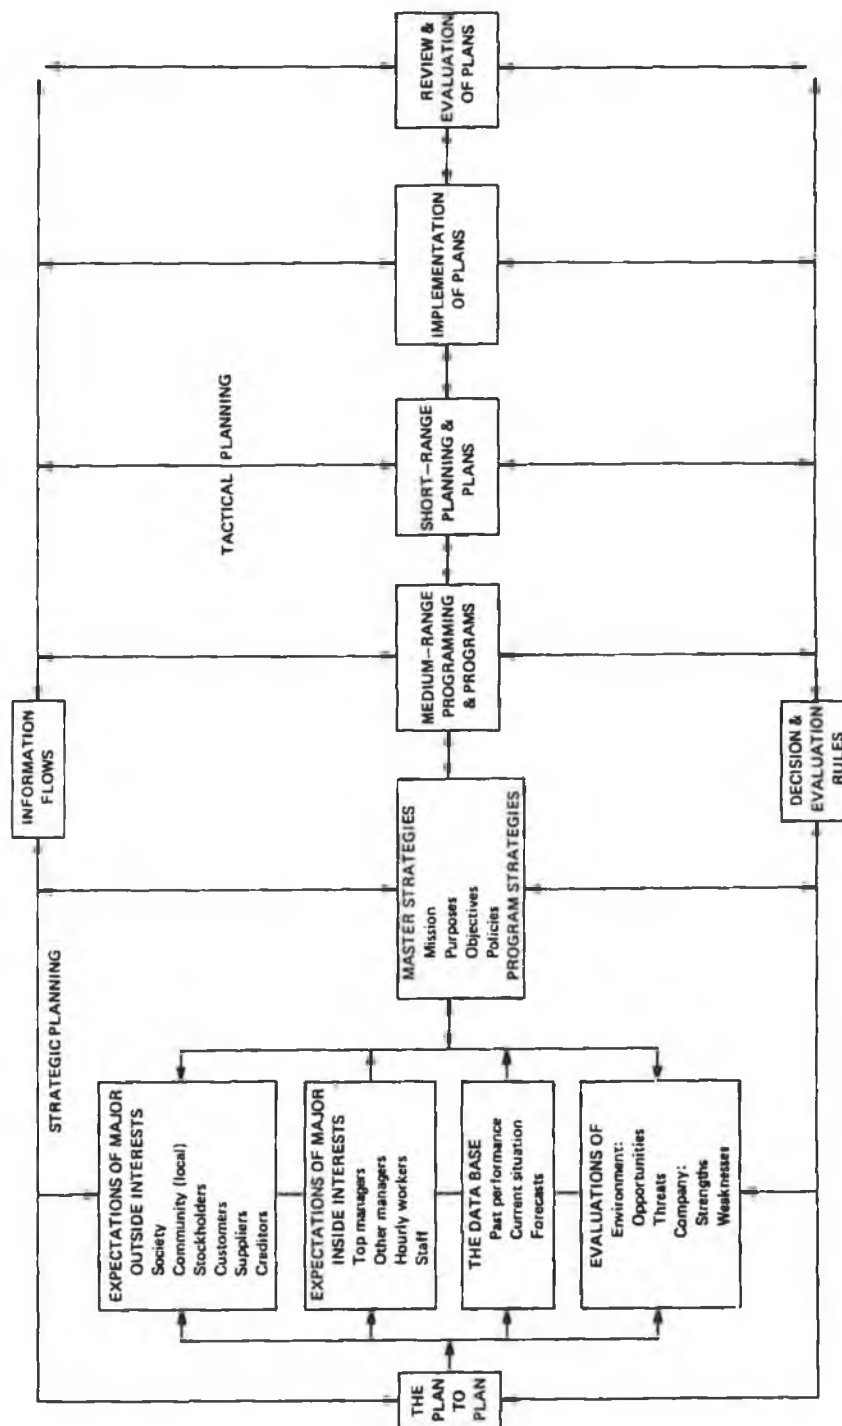 STRATEGIC PLANNING
TACTICAL PLANNING
INFORMATION
FLOWS
THE
PLAN
TO
PLAN
EXPECTATIONS OF MAJOR
OUTSIDE INTERESTS
Society
Community (local)
Stockholders
Customers
Suppliers
Creditors
EXPECTATIONS OF MAJOR
INSIDE INTERESTS
Top managers
Other managers
Hourly workers
Staff
THE DATA BASE
Past performance
Current situation
Forecasts
EVALUATIONS OF
Environment:
Opportunities
Threats
Company:
Strengths
Weaknesses
MASTER STRATEGIES
Mission
Purposes
Objectives
Policies
PROGRAM STRATEGIES
MEDIUM-RANGE
PROGRAMMING
& PROGRAMS
SHORT-RANGE
PLANNING &
PLANS
IMPLEMENTATION
OF PLANS
REVIEW &
EVALUATION
OF PLANS
DECISION &
EVALUATION
RULES